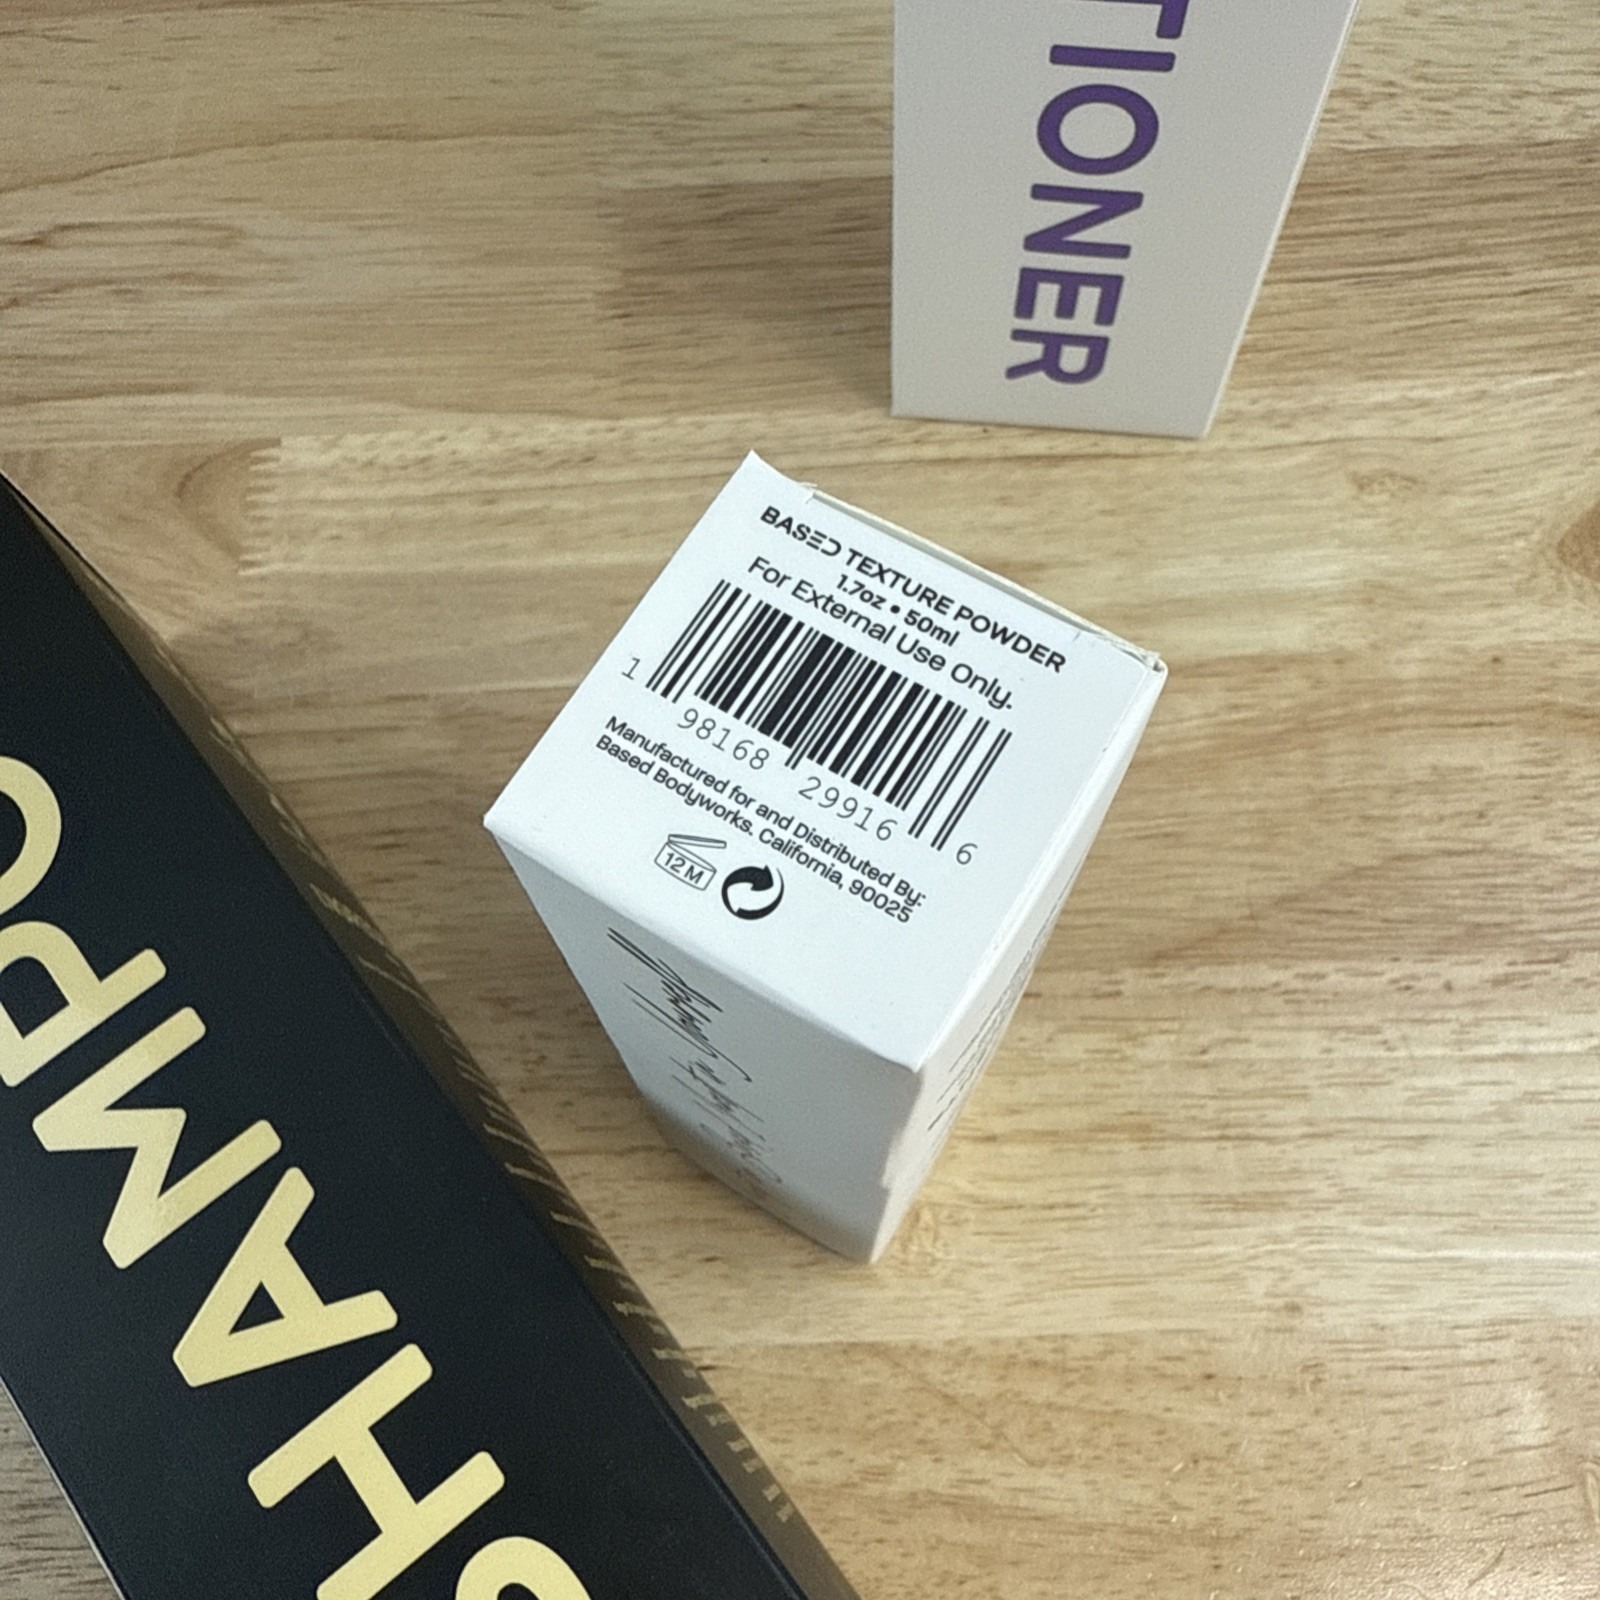 TIONER
BASED TEXTURE POWDER
1.7oz • 50ml
For External Use Only.
1 98168 29916 6
Manufactured for and Distributed By:
Based Bodyworks. California, 90025
12M
SHAMPO